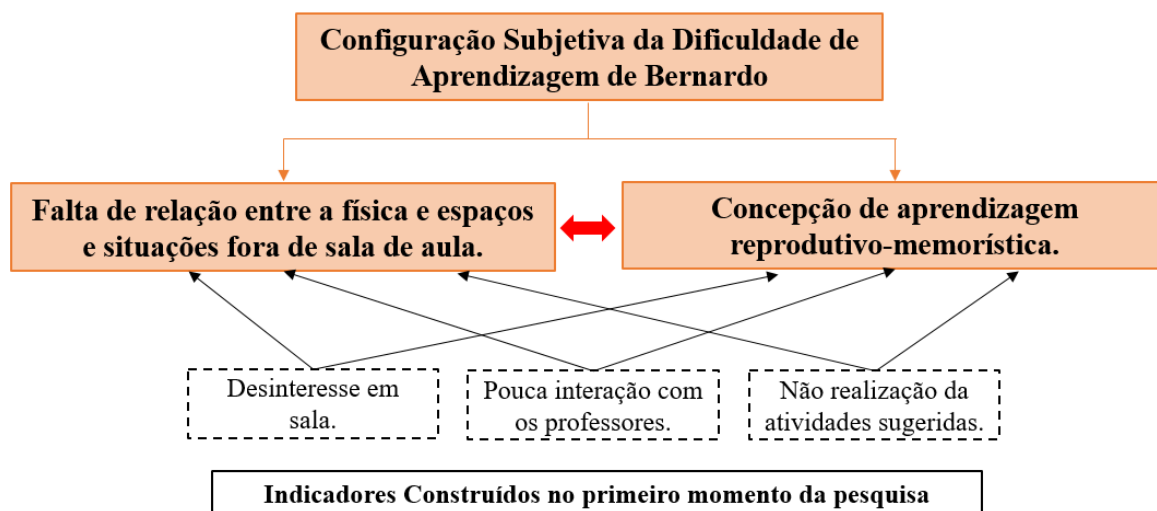 Configuração Subjetiva da Dificuldade de
Aprendizagem de Bernardo
Falta de relação entre a física e espaços
e situações fora de sala de aula.
Concepção de aprendizagem
reprodutivo-memorística.
Desinteresse em
sala.
Pouca interação com
os professores.
Não realização da
atividades sugeridas.
Indicadores Construídos no primeiro momento da pesquisa